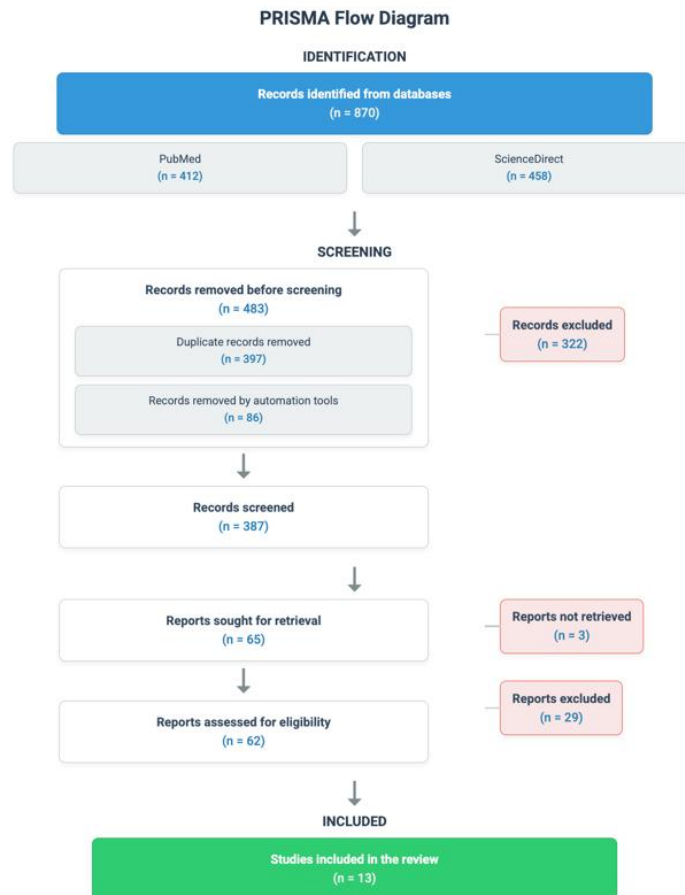 PRISMA Flow Diagram
IDENTIFICATION
Records identified from databases
(n = 870)
PubMed
(n = 412)
ScienceDirect
(n = 458)
SCREENING
Records removed before screening
(n = 483)
Duplicate records removed
(n = 397)
Records removed by automation tools
(n = 86)
Records excluded
(n = 322)
Records screened
(n = 387)
Reports sought for retrieval
(n = 65)
Reports not retrieved
(n = 3)
Reports assessed for eligibility
(n = 62)
Reports excluded
(n = 29)
INCLUDED
Studies included in the review
(n = 13)